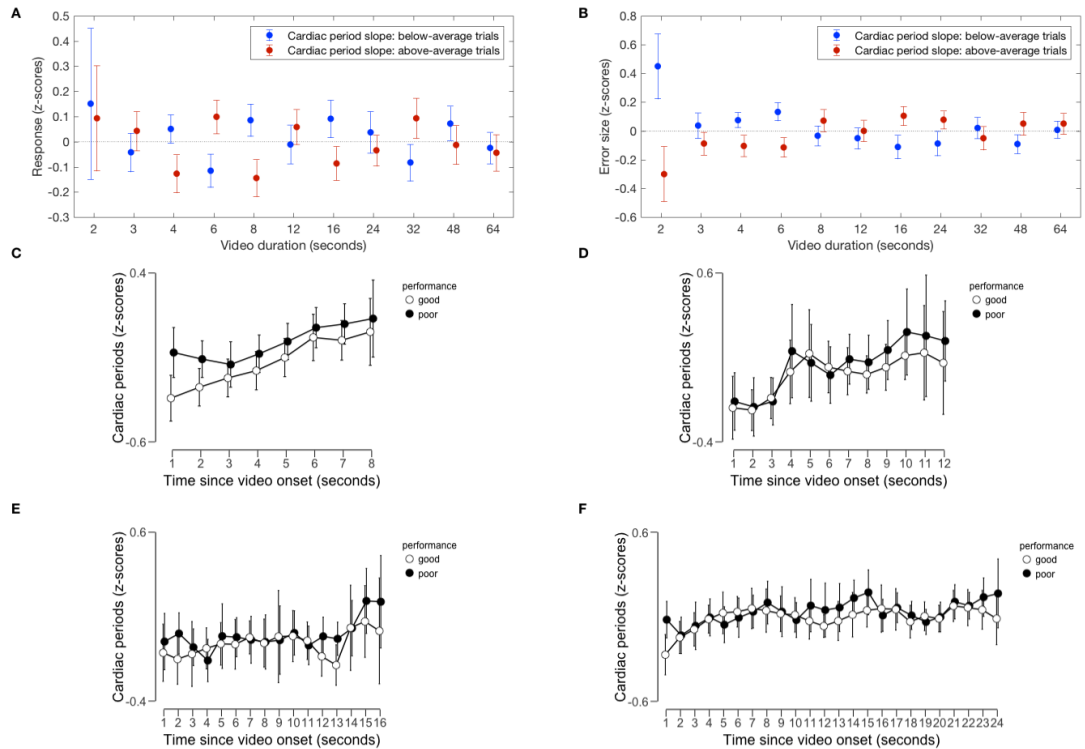 A
0.5
0.4
0.3
0.2
0.1
0
-0.1
-0.2
0.3
Response (z-scores)
Cardiac period slope: below-average trials
Cardiac period slope: above-average trials
2 3 4 6 8 12 16 24 32 48 64
Video duration (seconds)
B
0.8
0.6
0.4
0.2
0
-0.2
-0.4
-0.6
Error size (z-scores)
Cardiac period slope: below-average trials
Cardiac period slope: above-average trials
2 3 4 6 8 12 16 24 32 48 64
Video duration (seconds)
C
0.4
-0.6
Cardiac periods (z-scores)
performance
good
poor
1 2 3 4 5 6 7 8
Time since video onset (seconds)
D
0.6
-0.4
Cardiac periods (z-scores)
performance
good
poor
1 2 3 4 5 6 7 8 9 10 11 12
Time since video onset (seconds)
E
0.6
-0.4
Cardiac periods (z-scores)
performance
good
poor
1 2 3 4 5 6 7 8 9 10 11 12 13 14 15 16
Time since video onset (seconds)
F
0.6
-0.4
Cardiac periods (z-scores)
performance
good
poor
1 2 3 4 5 6 7 8 9 10 11 12 13 14 15 16 17 18 19 20 21 22 23 24
Time since video onset (seconds)